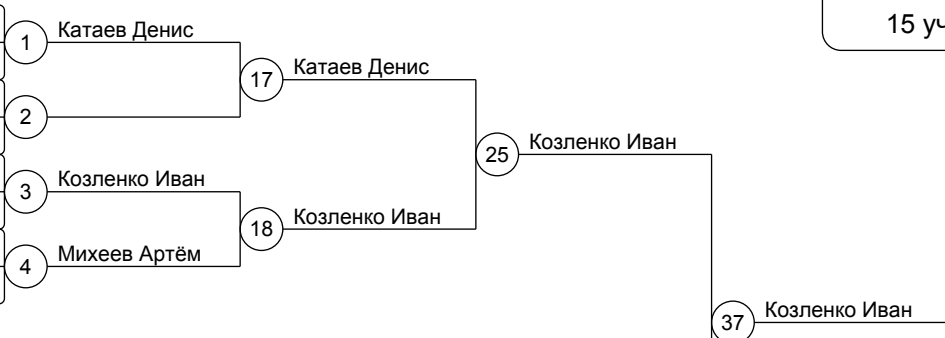 15 уч
1 Катаев Денис
17 Катаев Денис
2
25 Козленко Иван
3 Козленко Иван
18 Козленко Иван
4 Михеев Артём
37 Козленко Иван